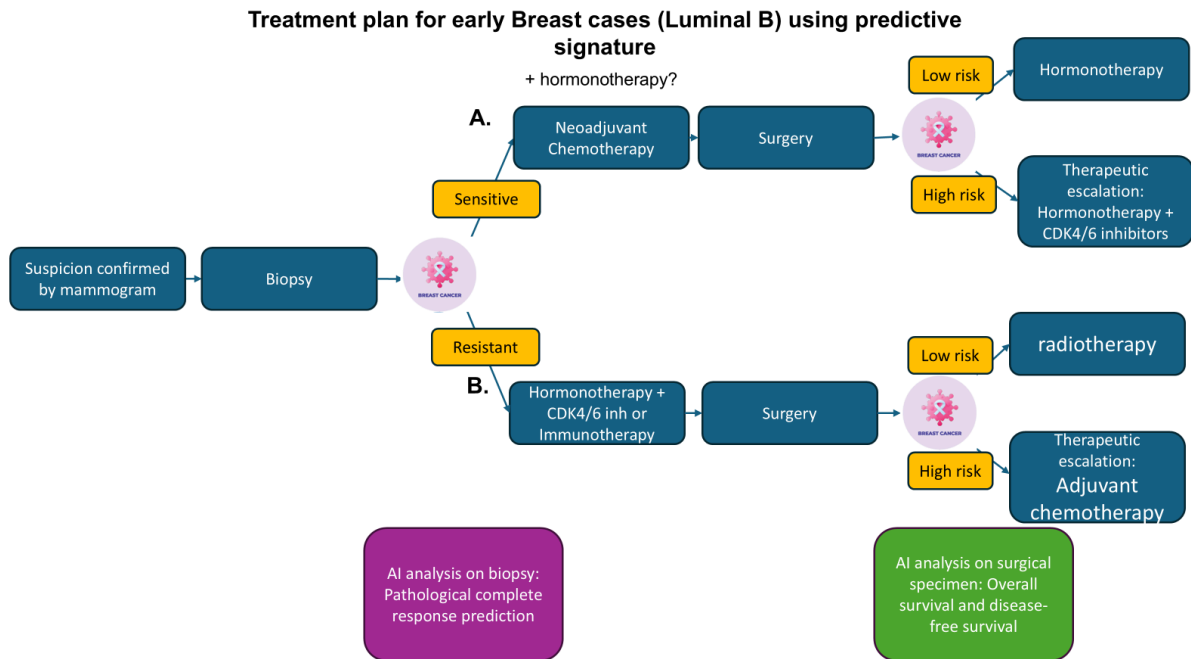 Treatment plan for early Breast cases (Luminal B) using predictive
signature
+ hormonotherapy?
A.
Neoadjuvant
Chemotherapy
Surgery
Low risk
Hormonotherapy
BREAST CANCER
High risk
Therapeutic
escalation:
Hormonotherapy +
CDK4/6 inhibitors
Sensitive
Suspicion confirmed
by mammogram
Biopsy
BREAST CANCER
Resistant
B.
Hormonotherapy +
CDK4/6 inh or
Immunotherapy
Surgery
Low risk
radiotherapy
BREAST CANCER
High risk
Therapeutic
escalation:
Adjuvant
chemotherapy
AI analysis on biopsy:
Pathological complete
response prediction
AI analysis on surgical
specimen: Overall
survival and disease-
free survival